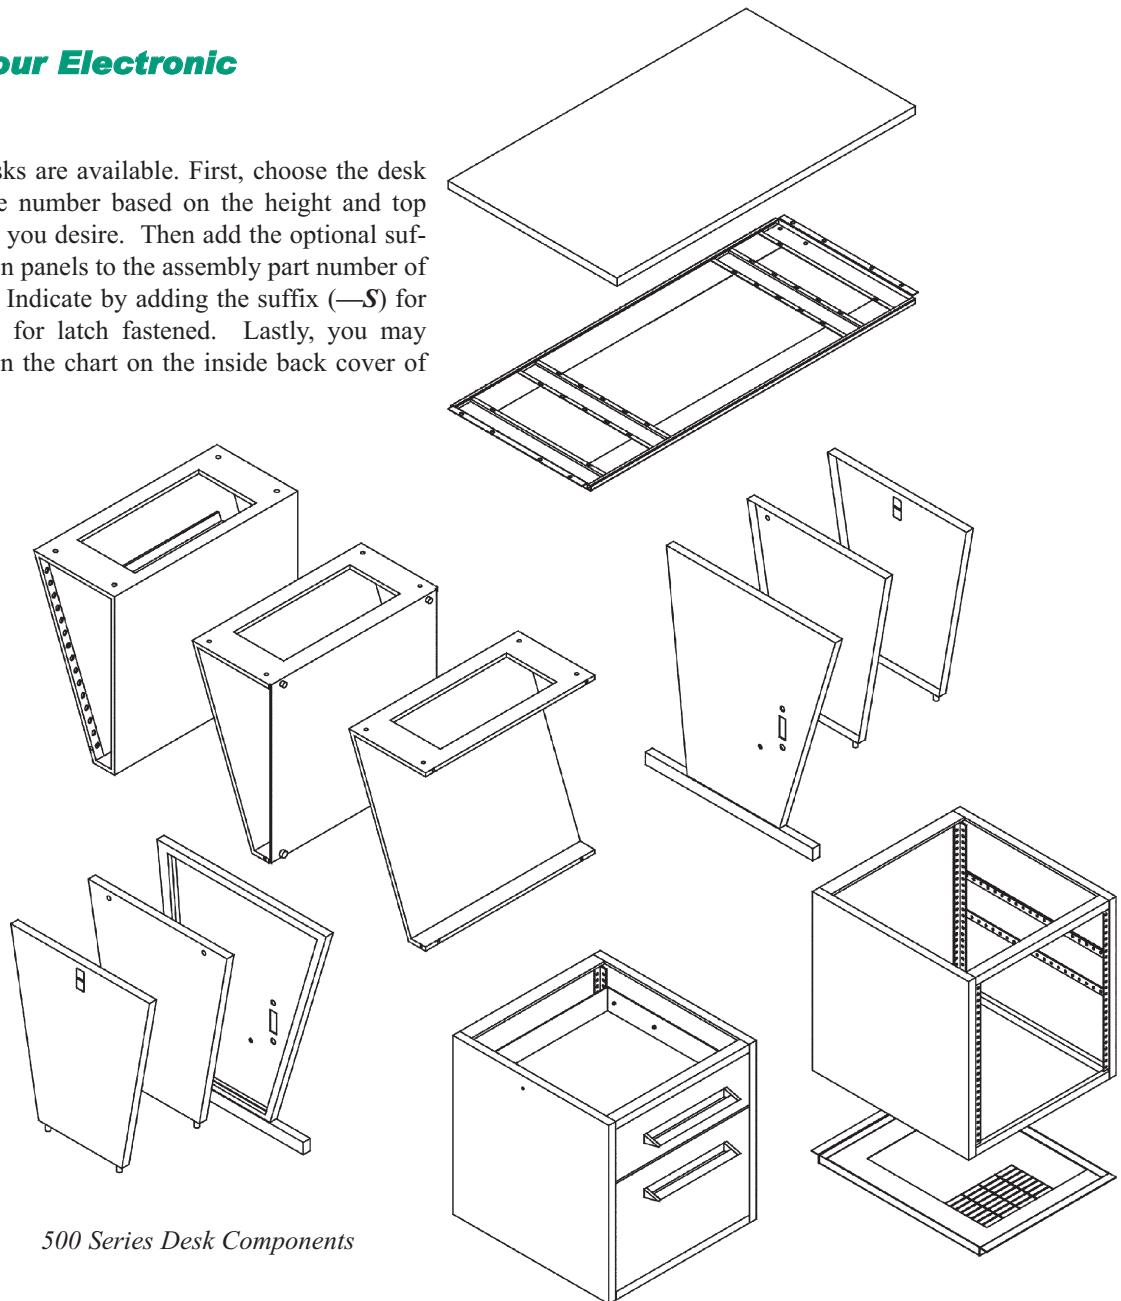 our Electronic
sks are available. First, choose the desk
e number based on the height and top
you desire. Then add the optional suf-
n panels to the assembly part number of
Indicate by adding the suffix (—S) for
for latch fastened. Lastly, you may
n the chart on the inside back cover of
500 Series Desk Components